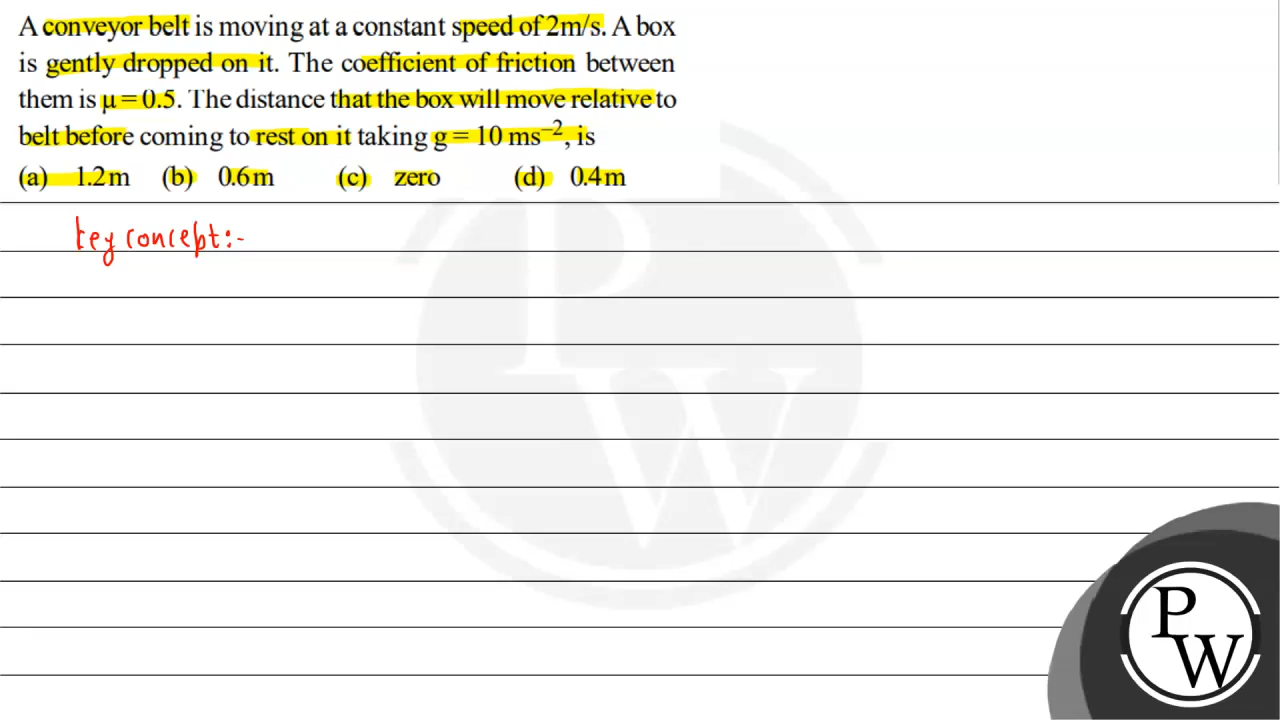 A conveyor belt is moving at a constant speed of 2m/s. A box
is gently dropped on it. The coefficient of friction between
them is μ = 0.5. The distance that the box will move relative to
belt before coming to rest on it taking g = 10 ms⁻², is
(a) 1.2m (b) 0.6m (c) zero (d) 0.4m
key concept:-
P
W
P
W